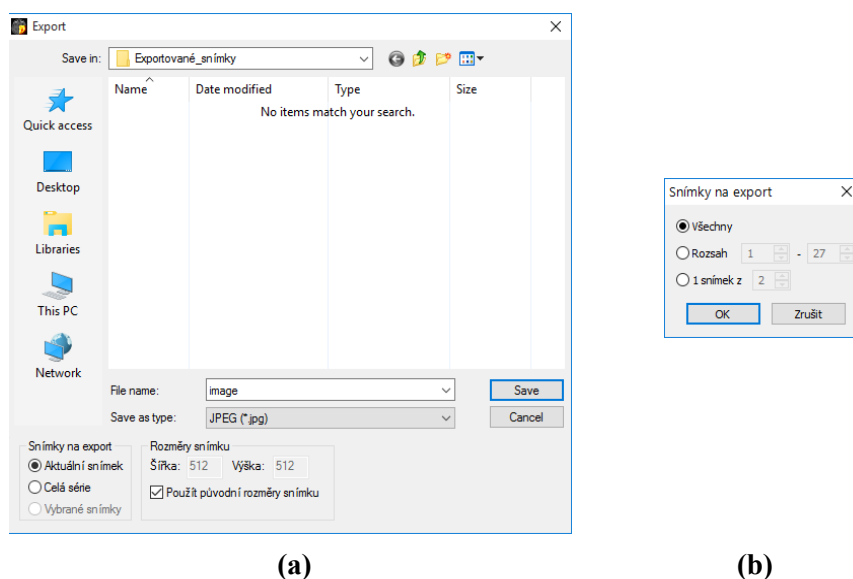 Export
Save in: Exportované_snímky
Name Date modified Type Size
No items match your search.
Quick access
Desktop
Libraries
This PC
Network
File name: image Save
Save as type: JPEG (*.jpg) Cancel
Snímky na export
Aktuální snímek
Celá série
Vybrané snímky
Rozměry snímku
Šířka: 512 Výška: 512
Použít původní rozměry snímku
(a)
Snímky na export
Všechny
Rozsah 1 - 27
1 snímek z 2
OK Zrušit
(b)